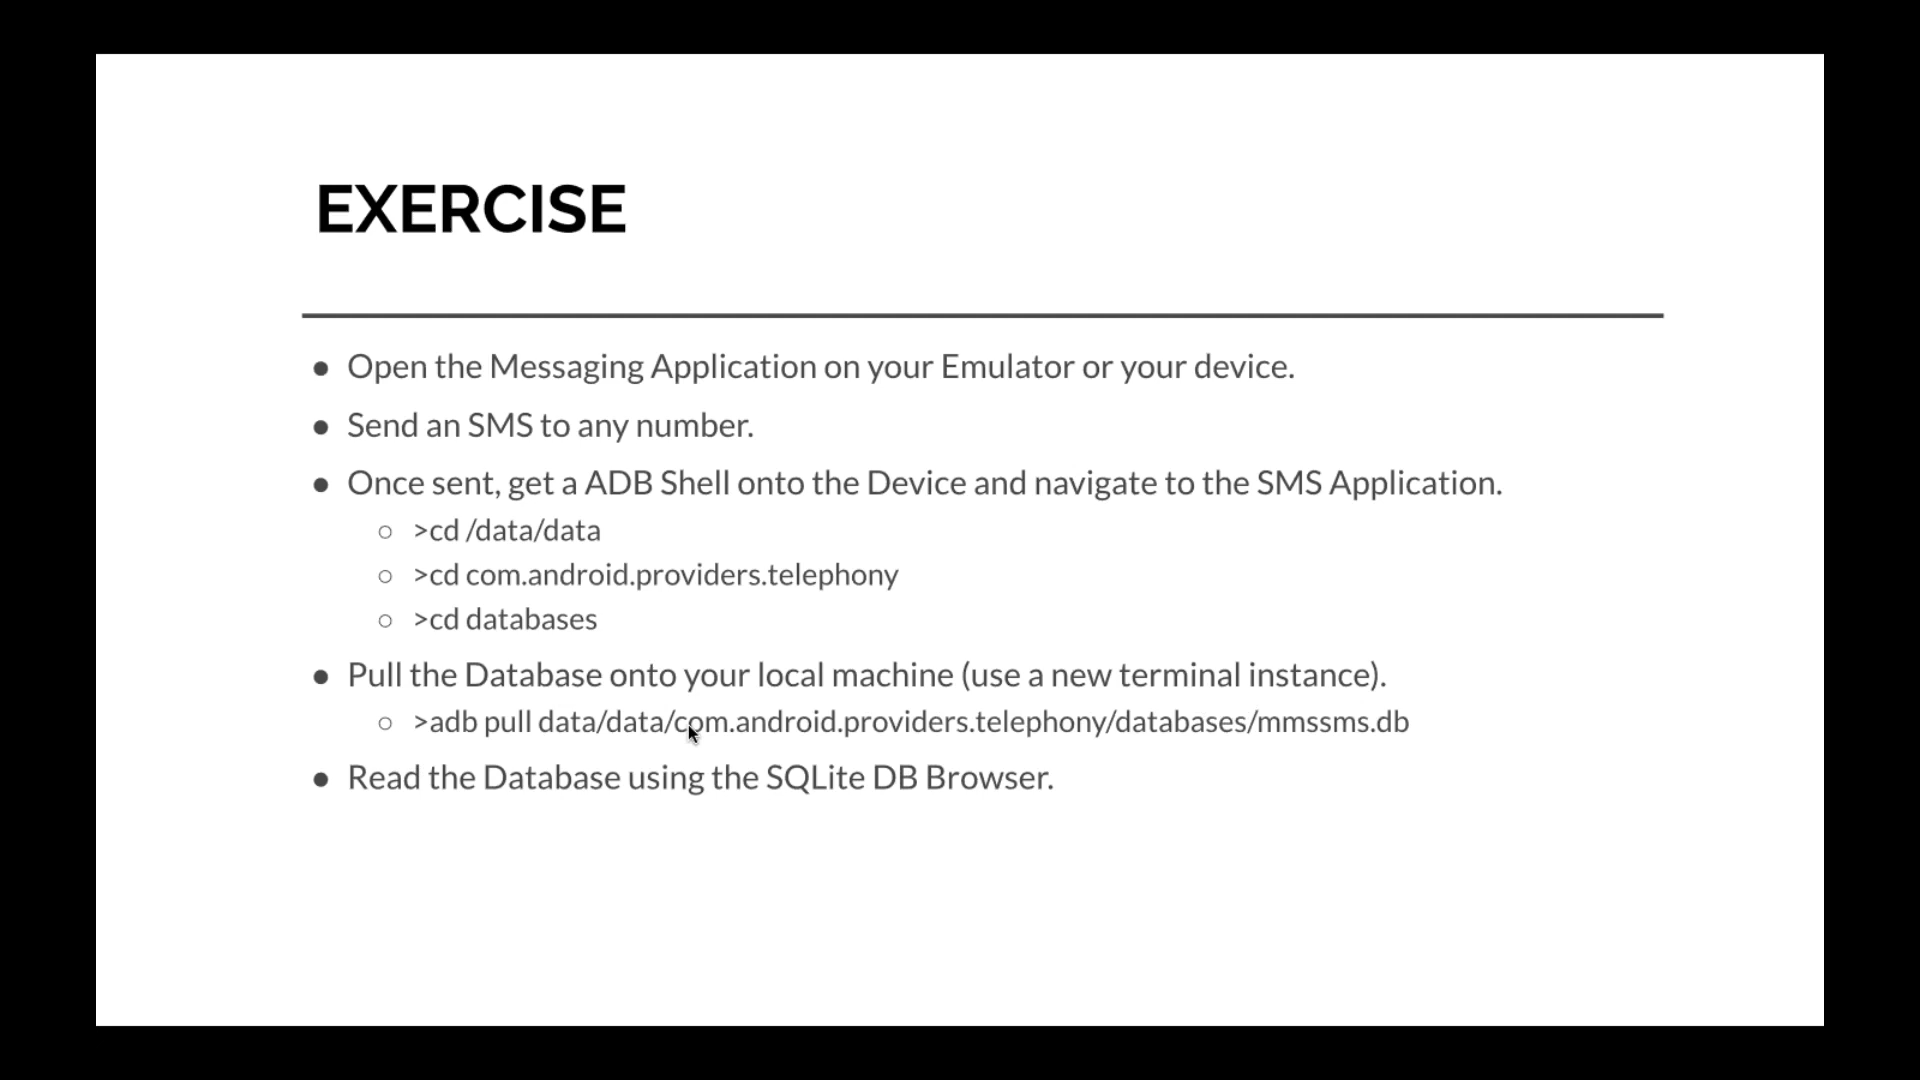 EXERCISE
● Open the Messaging Application on your Emulator or your device.
● Send an SMS to any number.
● Once sent, get a ADB Shell onto the Device and navigate to the SMS Application.
○ >cd /data/data
○ >cd com.android.providers.telephony
○ >cd databases
● Pull the Database onto your local machine (use a new terminal instance).
○ >adb pull data/data/com.android.providers.telephony/databases/mmssms.db
● Read the Database using the SQLite DB Browser.